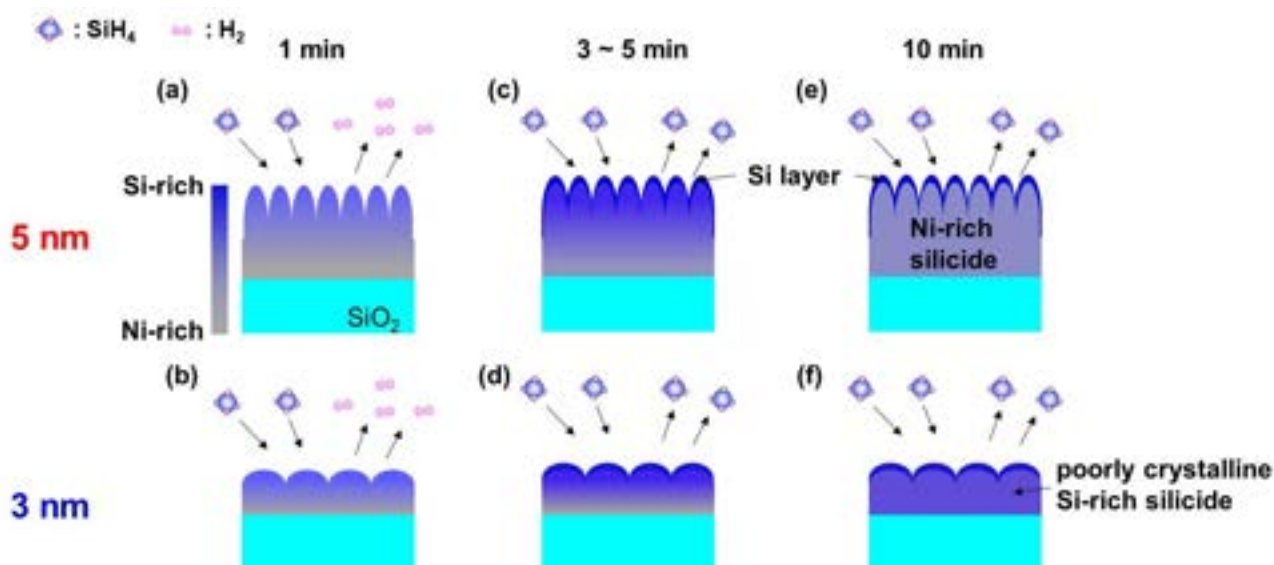 : SiH₄ : H₂
1 min 3 ~ 5 min 10 min
(a) (c) (e)
Si-rich
Si layer
5 nm
Ni-rich
silicide
Ni-rich
SiO₂
(b) (d) (f)
3 nm
poorly crystalline
Si-rich silicide